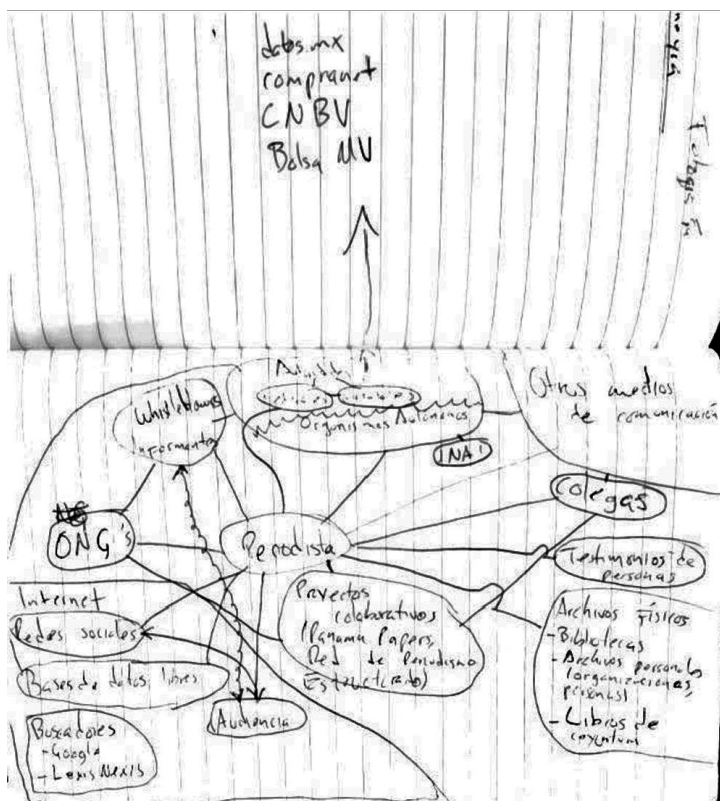 datos.mx
compranet
CNBV
Bolsa MV
Whistleblowers
Informantes
Organismos Autónomos
INAI
Otros medios
de comunicación
Colegas
ONG's
Periodista
Testimonios de
personas
Proyectos
colaborativos
(Panama Papers,
Red de Periodismo
Estructurado)
Archivos Físicos
- Bibliotecas
- Archivos personales
(organizaciones,
personas)
- Libros de
Internet
Redes sociales
Bases de datos libres
Audiencia
Buscadores
- Google
- Lexis Nexis